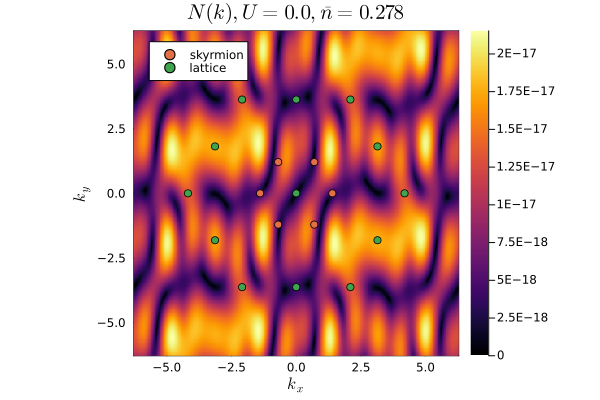 N(k), U = 0.0, n̄ = 0.278
skyrmion
lattice
5.0
2.5
0.0
−2.5
−5.0
k_y
−5.0
−2.5
0.0
2.5
5.0
k_x
2E−17
1.75E−17
1.5E−17
1.25E−17
1E−17
7.5E−18
5E−18
2.5E−18
0